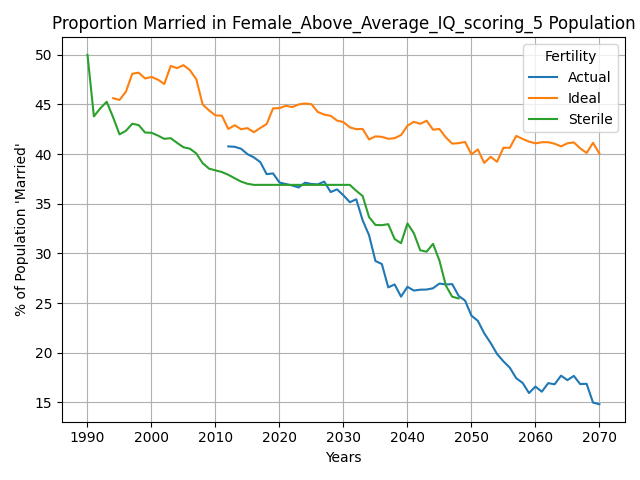 Proportion Married in Female_Above_Average_IQ_scoring_5 Population
% of Population 'Married'
50
45
40
35
30
25
20
15
Fertility
Actual
Ideal
Sterile
1990 2000 2010 2020 2030 2040 2050 2060 2070
Years